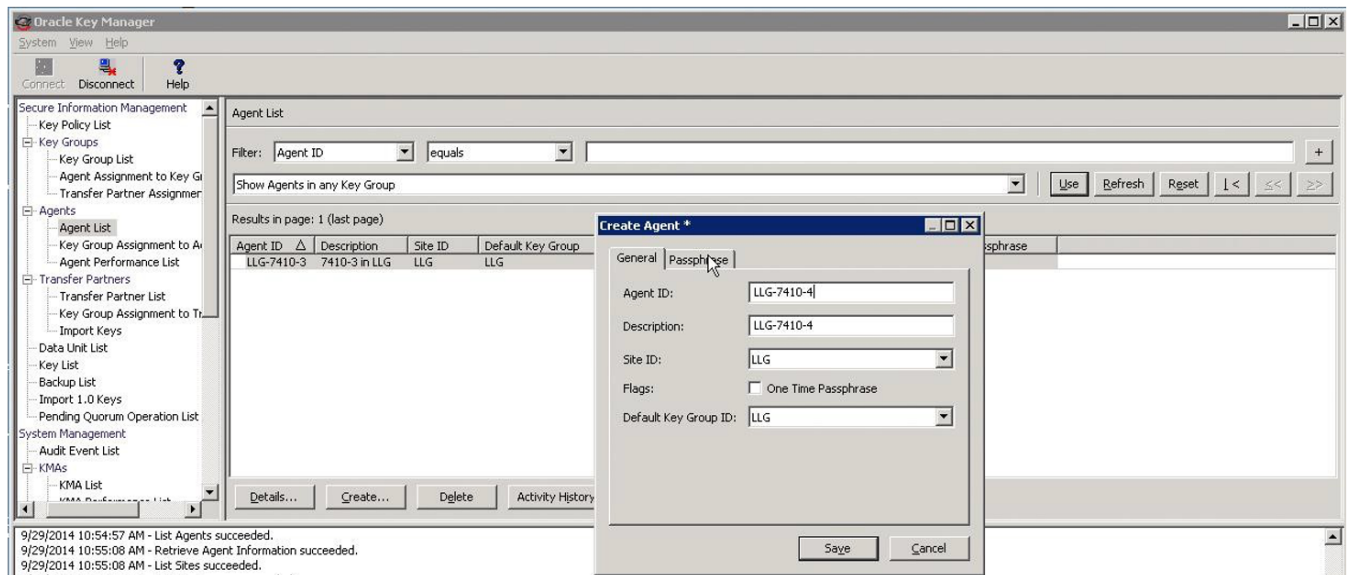 Oracle Key Manager
System View Help
Connect Disconnect Help
Secure Information Management
Key Policy List
Key Groups
Key Group List
Agent Assignment to Key G
Transfer Partner Assignmen
Agents
Agent List
Key Group Assignment to A
Agent Performance List
Transfer Partners
Transfer Partner List
Key Group Assignment to Tr
Import Keys
Data Unit List
Key List
Backup List
Import 1.0 Keys
Pending Quorum Operation List
System Management
Audit Event List
KMAs
KMA List
Agent List
Filter: Agent ID equals +
Show Agents in any Key Group Use Refresh Reset |< << >>
Results in page: 1 (last page)
Agent ID Description Site ID Default Key Group ssphrase
LLG-7410-3 7410-3 in LLG LLG LLG
Details... Create... Delete Activity History
Create Agent *
General Passphrase
Agent ID: LLG-7410-4
Description: LLG-7410-4
Site ID: LLG
Flags: One Time Passphrase
Default Key Group ID: LLG
Save Cancel
9/29/2014 10:54:57 AM - List Agents succeeded.
9/29/2014 10:55:08 AM - Retrieve Agent Information succeeded.
9/29/2014 10:55:08 AM - List Sites succeeded.